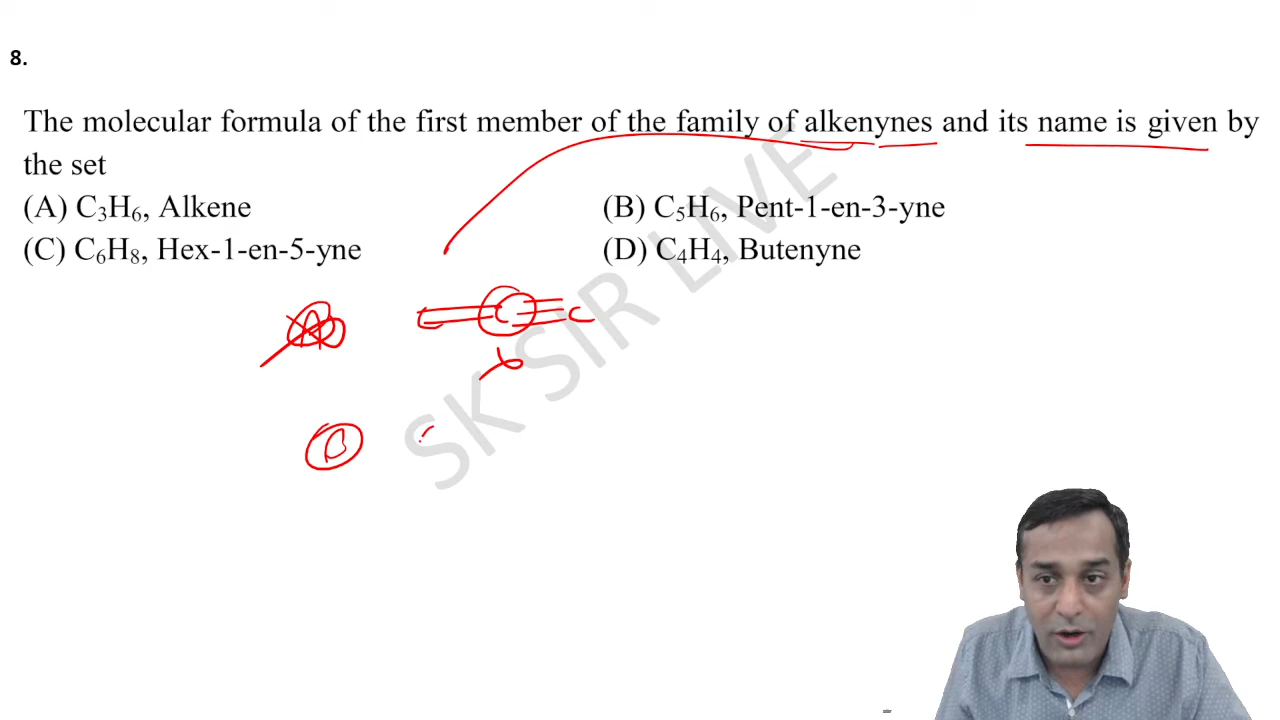 8.
The molecular formula of the first member of the family of alkenynes and its name is given by
the set
(A) C₃H₆, Alkene (B) C₅H₆, Pent-1-en-3-yne
(C) C₆H₈, Hex-1-en-5-yne (D) C₄H₄, Butenyne
A C C C
B
SK SIR LIVE